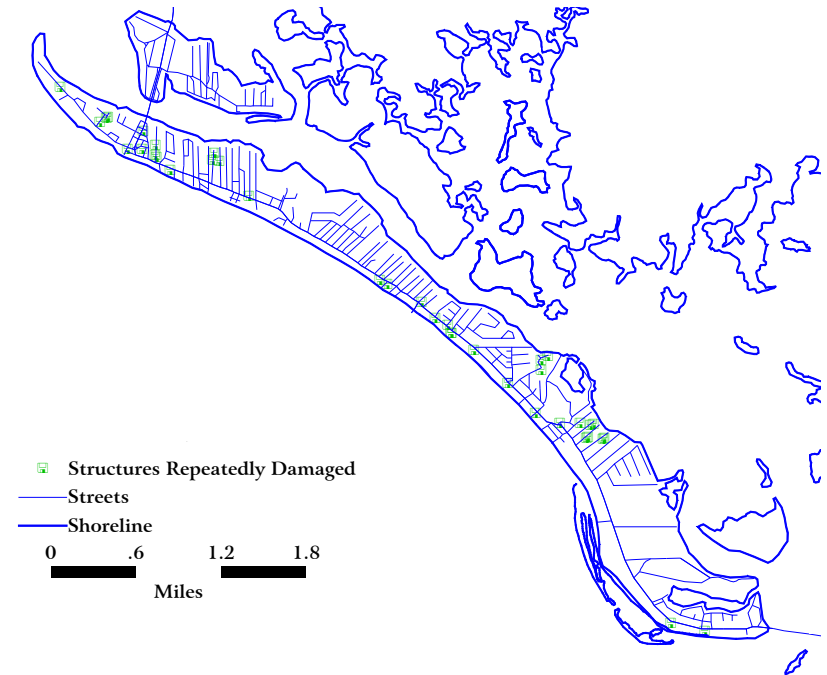 Structures Repeatedly Damaged
Streets
Shoreline
0 .6 1.2 1.8
Miles